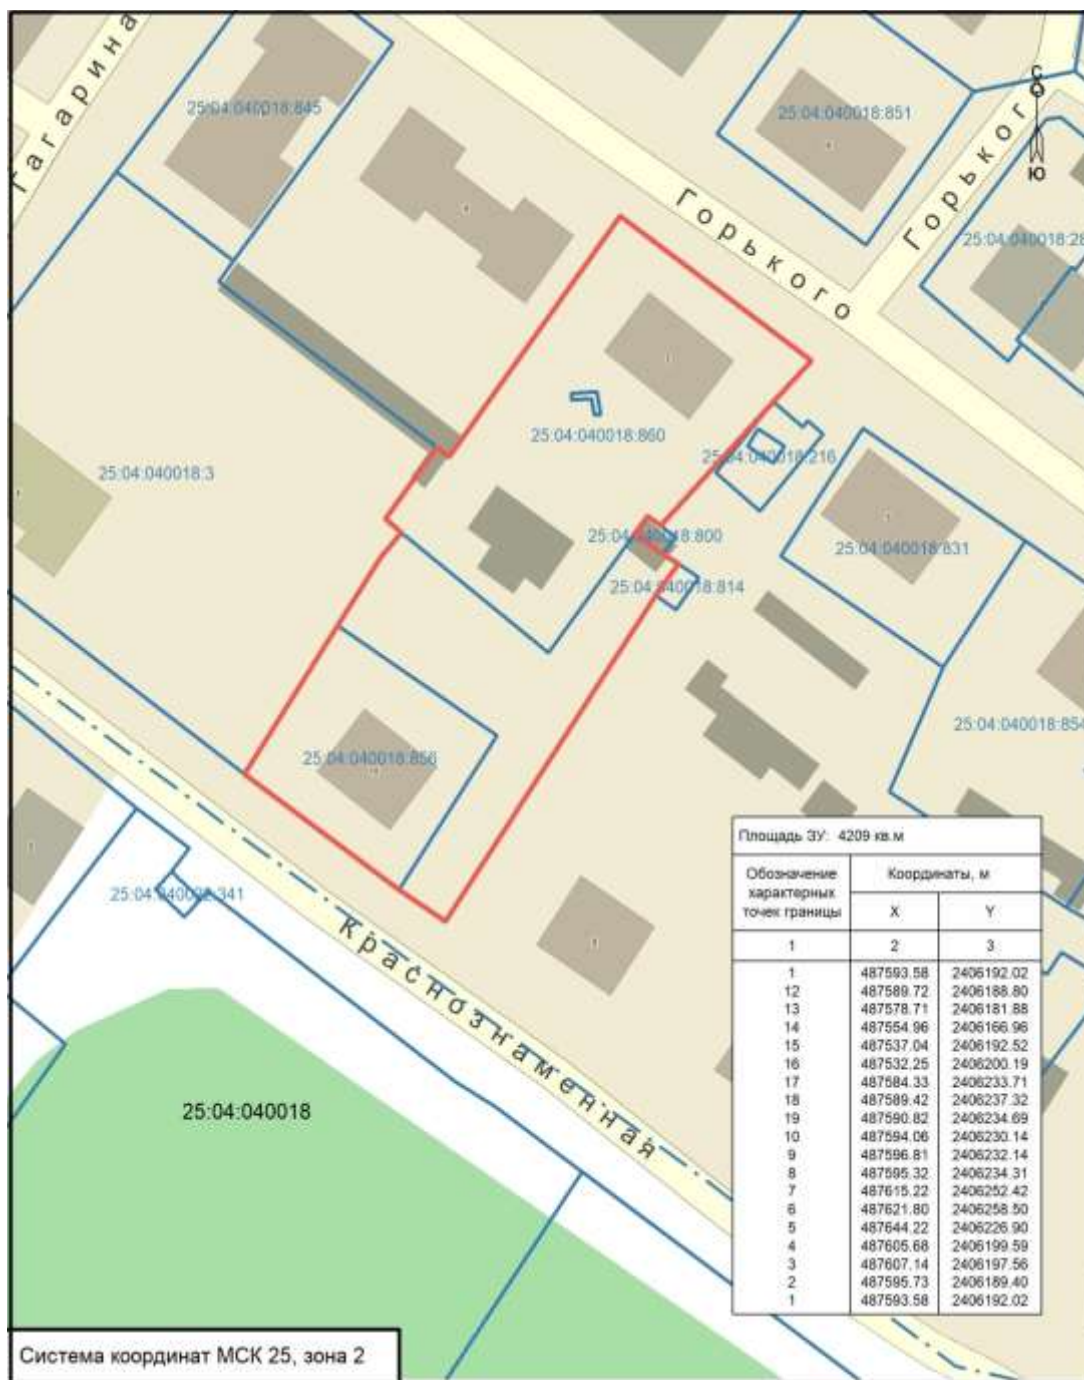 Гагарина
25:04:040018:845
25:04:040018:851
С
Ю
Горького
Горького
25:04:040018:28
25:04:040018:860
25:04:040018:216
25:04:040018:3
25:04:040018:800
25:04:040018:831
25:04:040018:814
25:04:040018:854
25:04:040018:856
25:04:040022:341
Краснознаменная
25:04:040018
Площадь ЗУ: 4209 кв.м
Обозначение характерных точек границы
Координаты, м
X Y
1 2 3
1 487593.58 2406192.02
12 487589.72 2406188.80
13 487578.71 2406181.88
14 487554.96 2406166.96
15 487537.04 2406192.52
16 487532.25 2406200.19
17 487584.33 2406233.71
18 487589.42 2406237.32
19 487590.82 2406234.69
10 487594.06 2406230.14
9 487596.81 2406232.14
8 487595.32 2406234.31
7 487615.22 2406252.42
6 487621.80 2406258.50
5 487644.22 2406226.90
4 487605.68 2406199.59
3 487607.14 2406197.56
2 487595.73 2406189.40
1 487593.58 2406192.02
Система координат МСК 25, зона 2